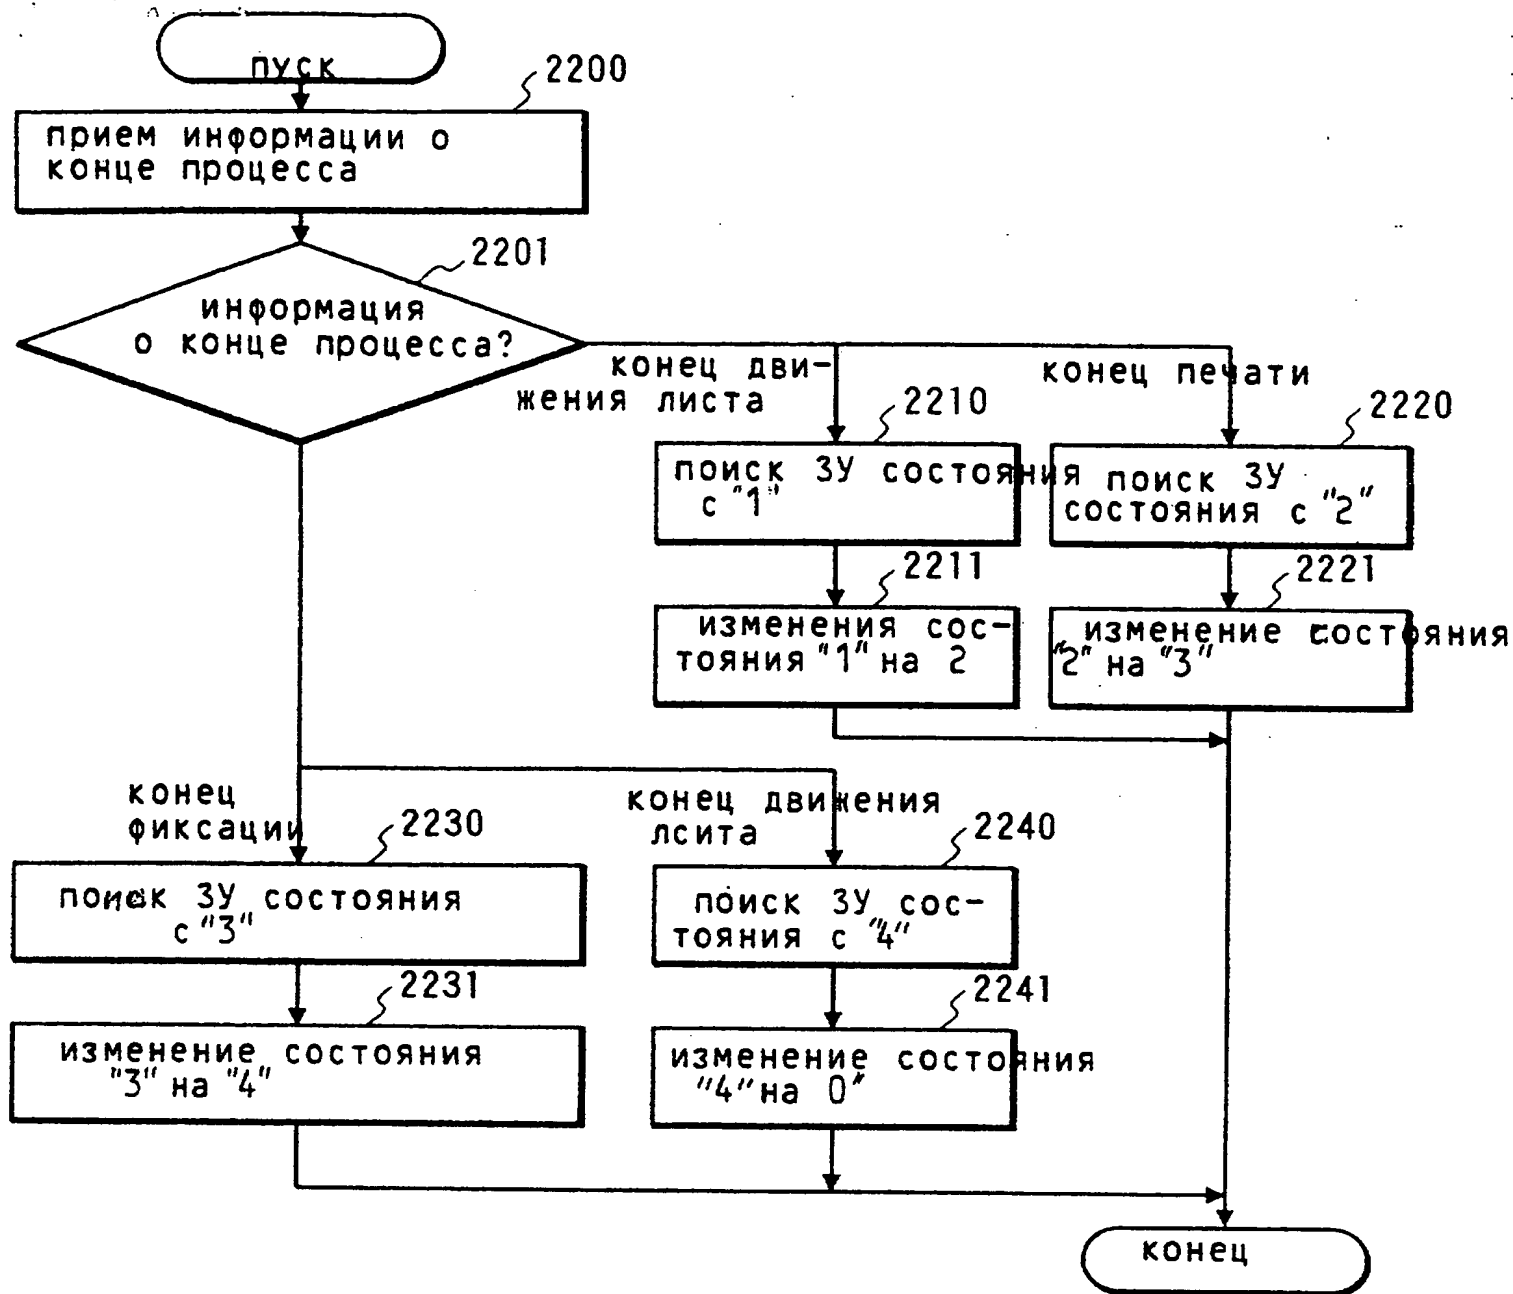 пуск
2200
прием информации о
конце процесса
2201
информация
о конце процесса?
конец дви-
жения листа
конец печати
2210
2220
поиск ЗУ состояния
с "1"
поиск ЗУ
состояния с "2"
2211
2221
изменения сос-
тояния "1" на 2
изменение состояния
"2" на "3"
конец
фиксации
конец движения
лсита
2230
2240
поиск ЗУ состояния
с "3"
поиск ЗУ сос-
тояния с "4"
2231
2241
изменение состояния
"3" на "4"
изменение состояния
"4" на 0"
конец